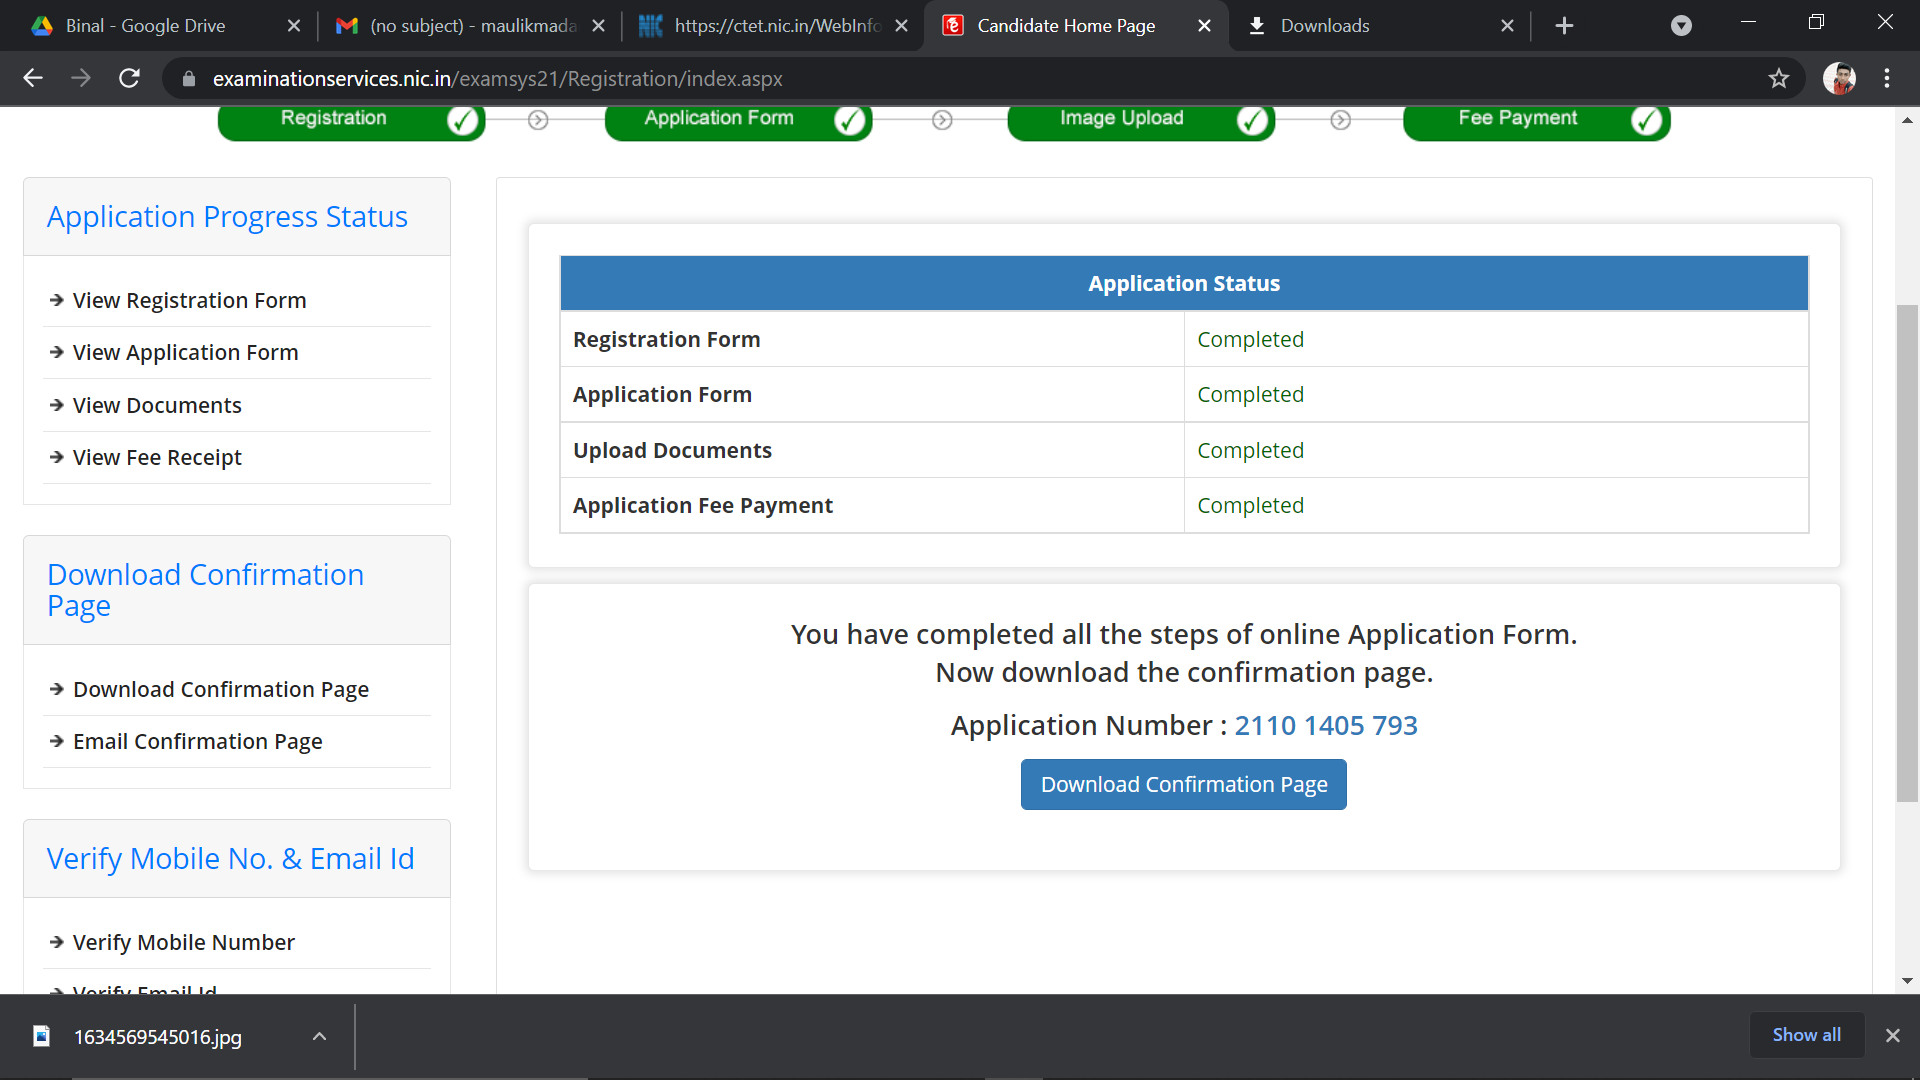 Binal - Google Drive
(no subject) - maulikmada
https://ctet.nic.in/WebInfo
Candidate Home Page
Downloads
examinationservices.nic.in/examsys21/Registration/index.aspx
Registration
Application Form
Image Upload
Fee Payment
Application Progress Status
View Registration Form
View Application Form
View Documents
View Fee Receipt
Download Confirmation
Page
Download Confirmation Page
Email Confirmation Page
Verify Mobile No. & Email Id
Verify Mobile Number
Verify Email Id
Application Status
Registration Form Completed
Application Form Completed
Upload Documents Completed
Application Fee Payment Completed
You have completed all the steps of online Application Form.
Now download the confirmation page.
Application Number : 2110 1405 793
Download Confirmation Page
1634569545016.jpg
Show all